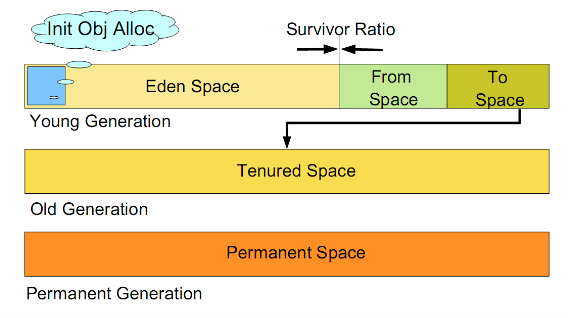 Init Obj Alloc
Survivor Ratio
Eden Space
From
Space
To
Space
Young Generation
Tenured Space
Old Generation
Permanent Space
Permanent Generation